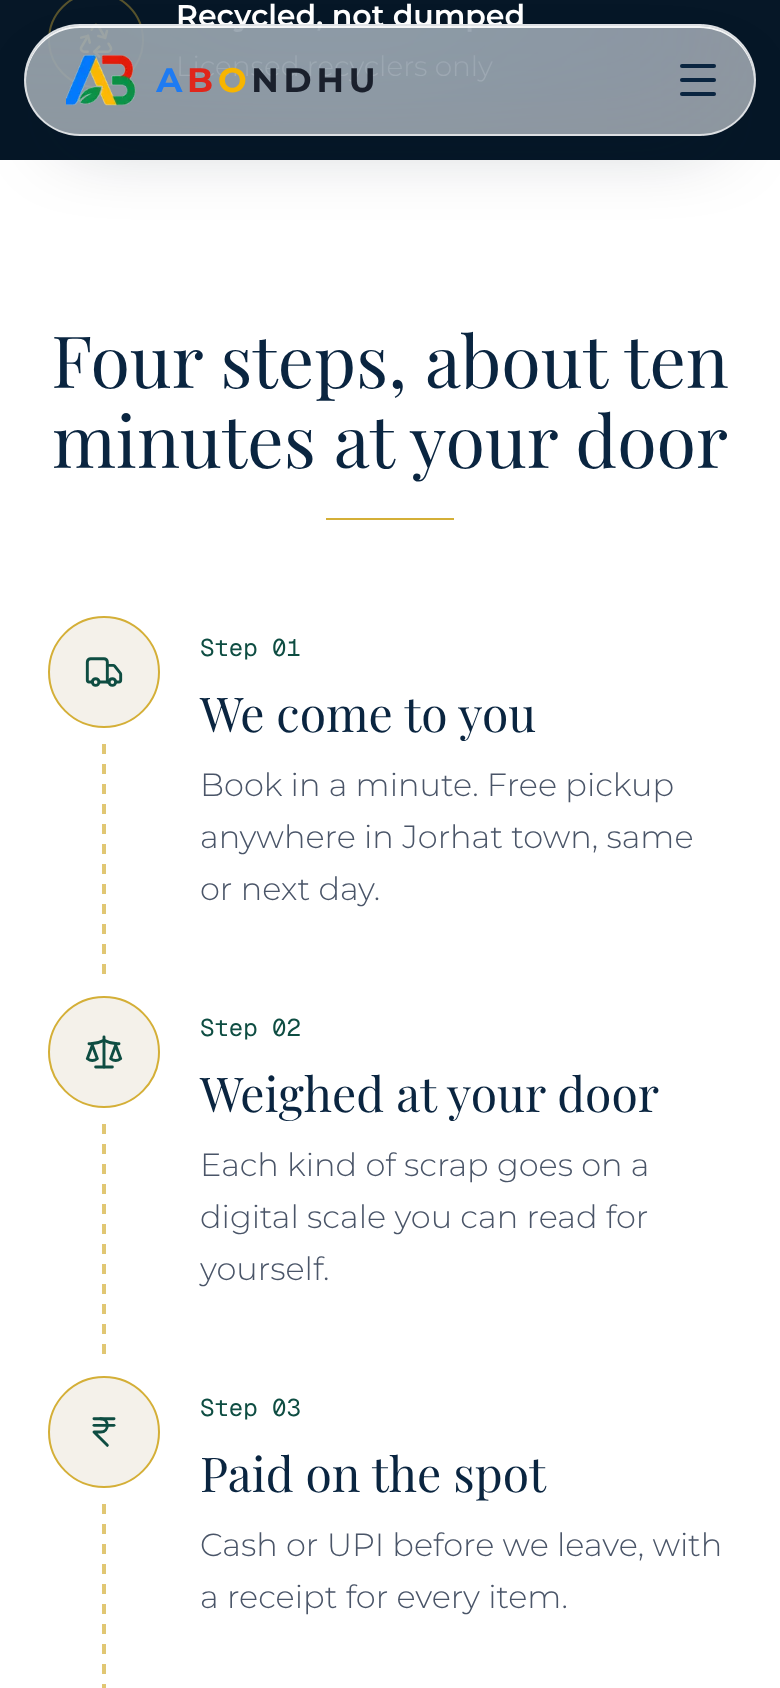 Recycled, not dumped
Licensed recyclers only
ABONDHU
Four steps, about ten
minutes at your door
Step 01
We come to you
Book in a minute. Free pickup
anywhere in Jorhat town, same
or next day.
Step 02
Weighed at your door
Each kind of scrap goes on a
digital scale you can read for
yourself.
Step 03
₹
Paid on the spot
Cash or UPI before we leave, with
a receipt for every item.